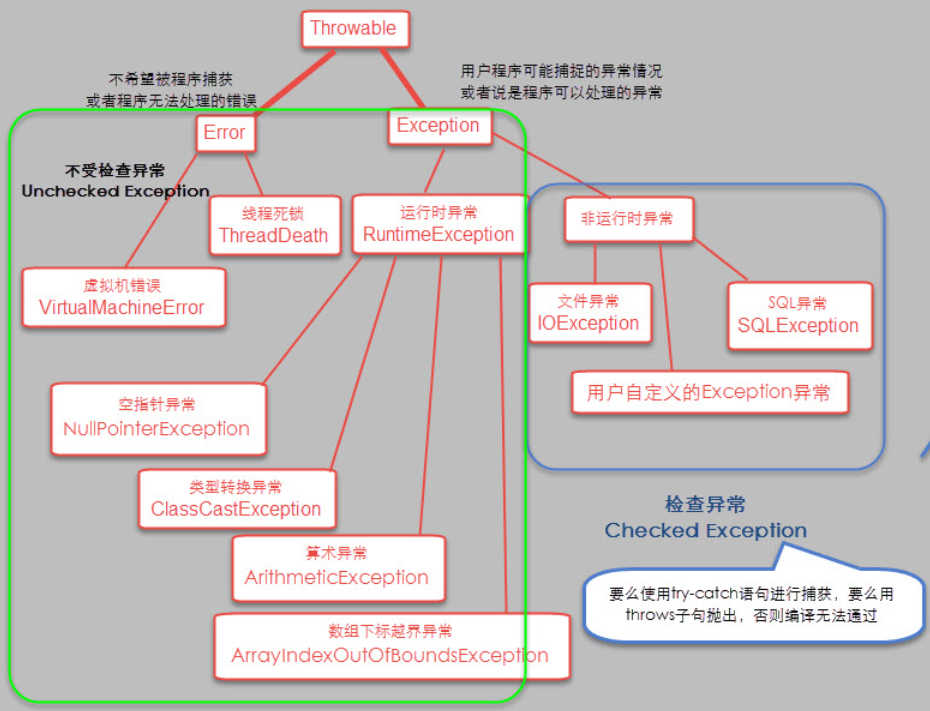 Throwable
不希望被程序捕获
或者程序无法处理的错误
用户程序可能捕捉的异常情况
或者说是程序可以处理的异常
Error
Exception
不受检查异常
Unchecked Exception
线程死锁
ThreadDeath
运行时异常
RuntimeException
非运行时异常
虚拟机错误
VirtualMachineError
文件异常
IOException
SQL异常
SQLException
用户自定义的Exception异常
空指针异常
NullPointerException
类型转换异常
ClassCastException
检查异常
Checked Exception
算术异常
ArithmeticException
要么使用try-catch语句进行捕获，要么用
throws子句抛出，否则编译无法通过
数组下标越界异常
ArrayIndexOutOfBoundsException